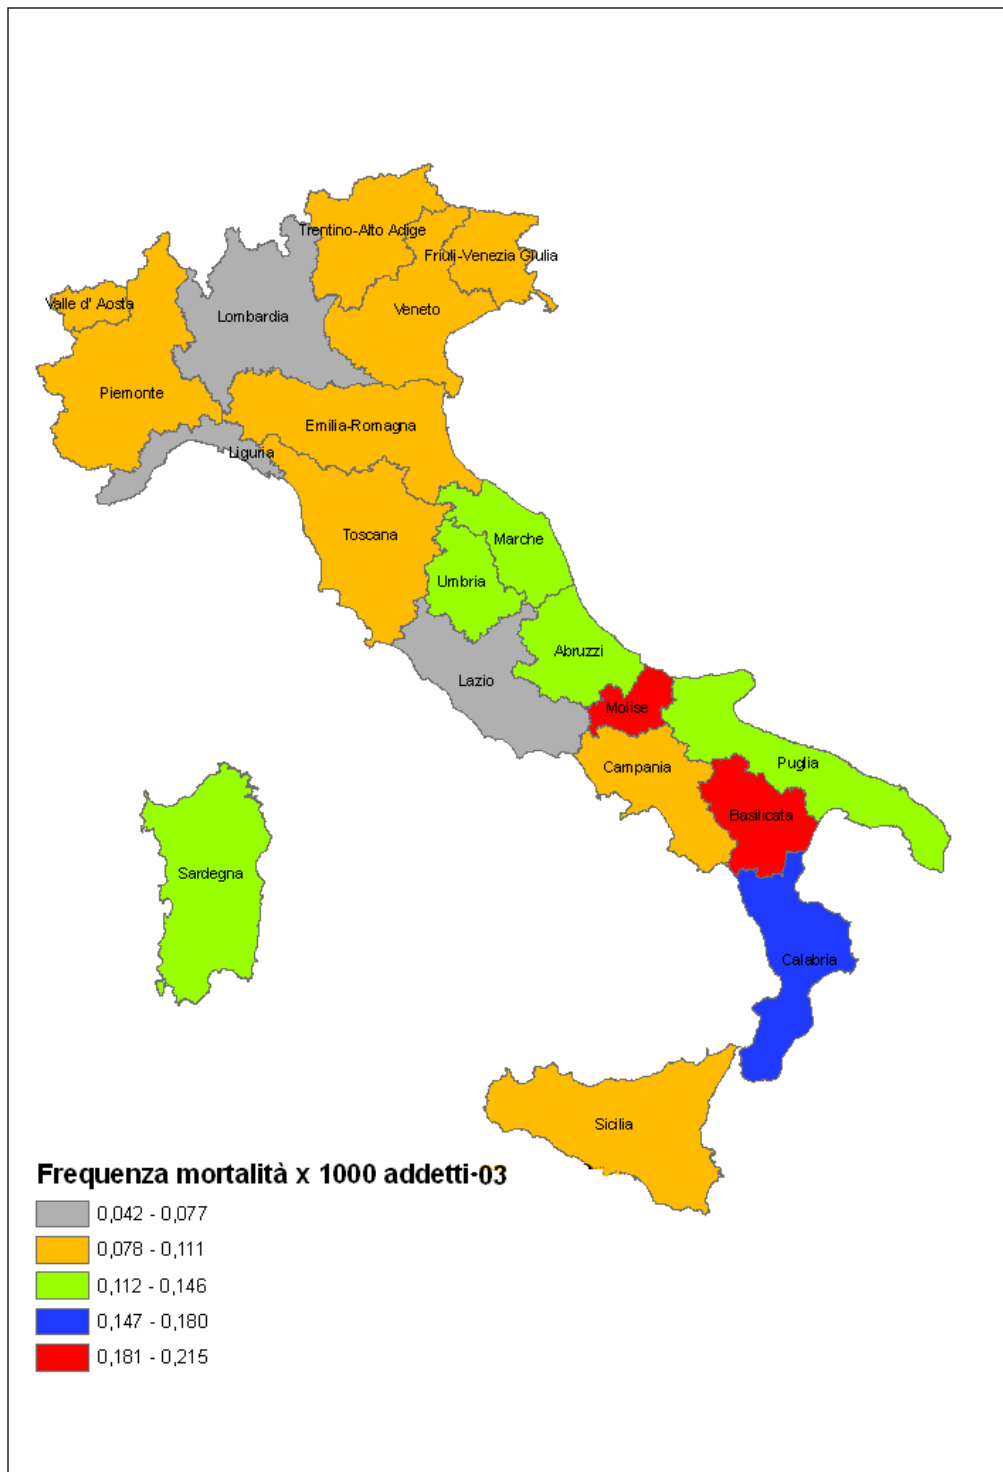 Trentino-Alto Adige
Friuli-Venezia Giulia
Valle d' Aosta
Lombardia
Veneto
Piemonte
Emilia-Romagna
Liguria
Toscana
Marche
Umbria
Abruzzi
Lazio
Molise
Campania
Puglia
Basilicata
Sardegna
Calabria
Sicilia
Frequenza mortalità x 1000 addetti-03
0,042 - 0,077
0,078 - 0,111
0,112 - 0,146
0,147 - 0,180
0,181 - 0,215